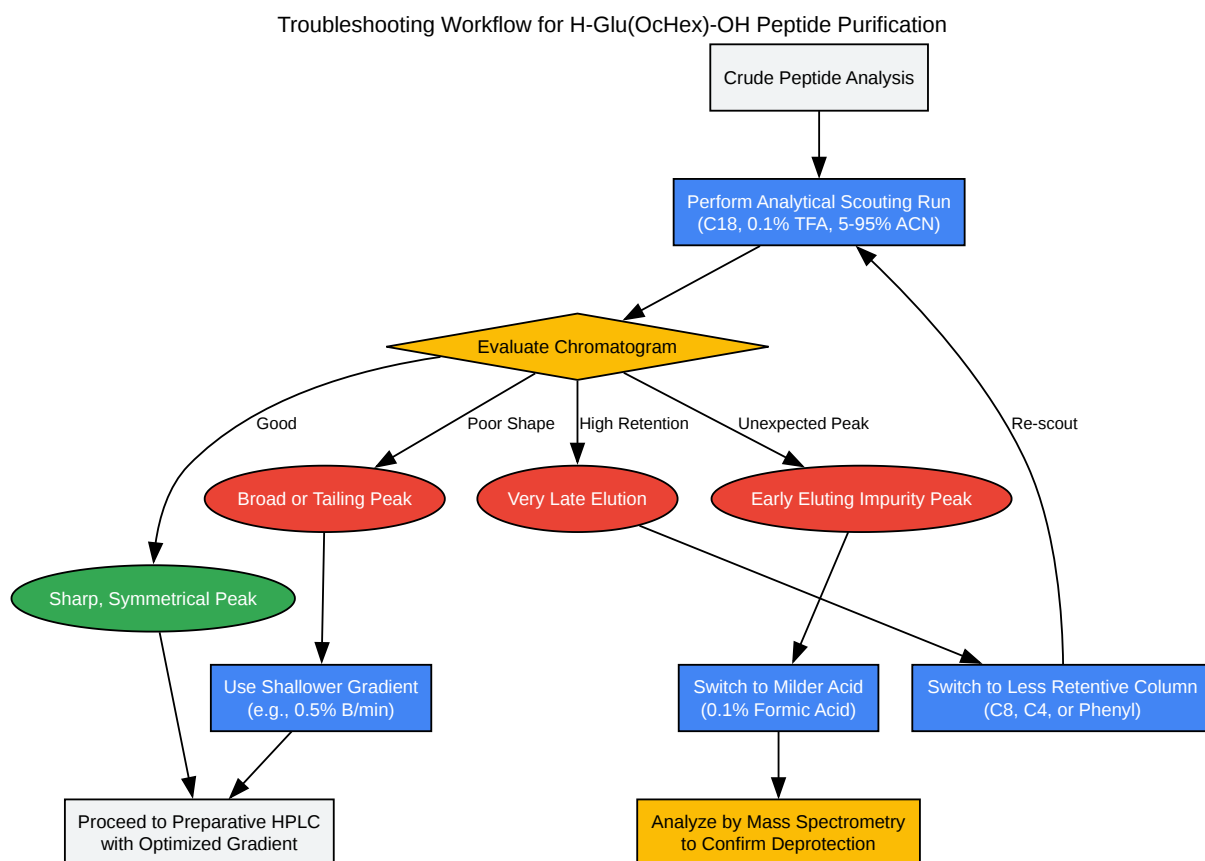 Troubleshooting Workflow for H-Glu(OcHex)-OH Peptide Purification
Crude Peptide Analysis
Perform Analytical Scouting Run
(C18, 0.1% TFA, 5-95% ACN)
Evaluate Chromatogram
Good
Poor Shape
High Retention
Unexpected Peak
Re-scout
Broad or Tailing Peak
Very Late Elution
Early Eluting Impurity Peak
Sharp, Symmetrical Peak
Use Shallower Gradient
(e.g., 0.5% B/min)
Switch to Milder Acid
(0.1% Formic Acid)
Switch to Less Retentive Column
(C8, C4, or Phenyl)
Proceed to Preparative HPLC
with Optimized Gradient
Analyze by Mass Spectrometry
to Confirm Deprotection